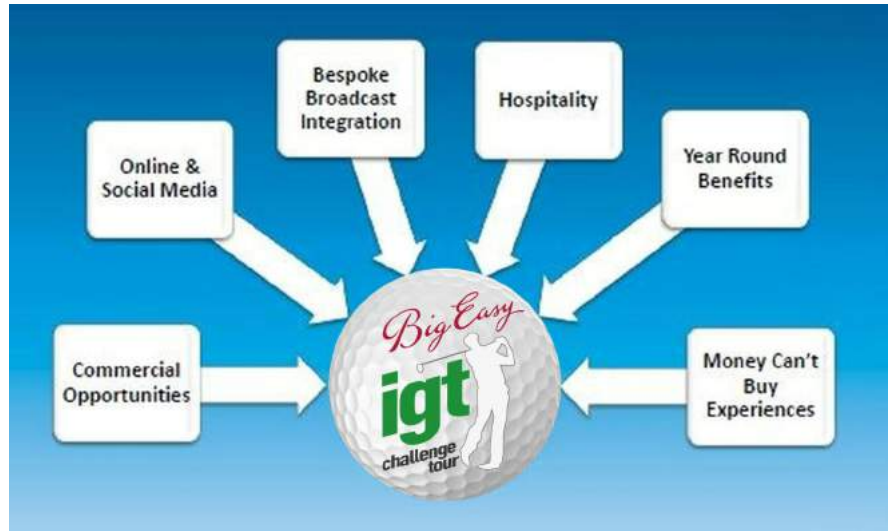 Bespoke
Broadcast
Integration
Hospitality
Online &
Social Media
Year Round
Benefits
Commercial
Opportunities
Money Can't
Buy
Experiences
Big Easy
igt
challenge
tour